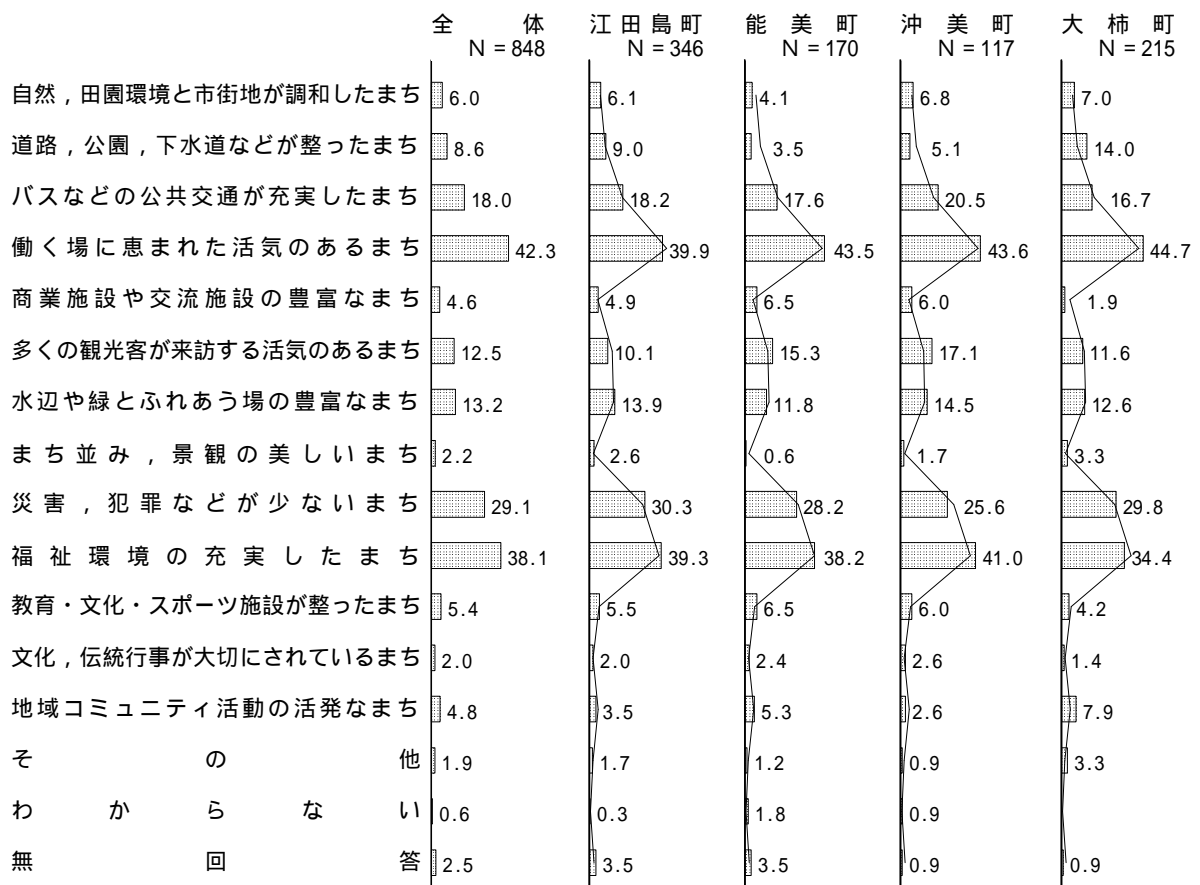 全体 江田島町 能美町 沖美町 大柿町
N = 848 N = 346 N = 170 N = 117 N = 215
自然，田園環境と市街地が調和したまち 6.0 6.1 4.1 6.8 7.0
道路，公園，下水道などが整ったまち 8.6 9.0 3.5 5.1 14.0
バスなどの公共交通が充実したまち 18.0 18.2 17.6 20.5 16.7
働く場に恵まれた活気のあるまち 42.3 39.9 43.5 43.6 44.7
商業施設や交流施設の豊富なまち 4.6 4.9 6.5 6.0 1.9
多くの観光客が来訪する活気のあるまち 12.5 10.1 15.3 17.1 11.6
水辺や緑とふれあう場の豊富なまち 13.2 13.9 11.8 14.5 12.6
まち並み，景観の美しいまち 2.2 2.6 0.6 1.7 3.3
災害，犯罪などが少ないまち 29.1 30.3 28.2 25.6 29.8
福祉環境の充実したまち 38.1 39.3 38.2 41.0 34.4
教育・文化・スポーツ施設が整ったまち 5.4 5.5 6.5 6.0 4.2
文化，伝統行事が大切にされているまち 2.0 2.0 2.4 2.6 1.4
地域コミュニティ活動の活発なまち 4.8 3.5 5.3 2.6 7.9
その他 1.9 1.7 1.2 0.9 3.3
わからない 0.6 0.3 1.8 0.9
無回答 2.5 3.5 3.5 0.9 0.9